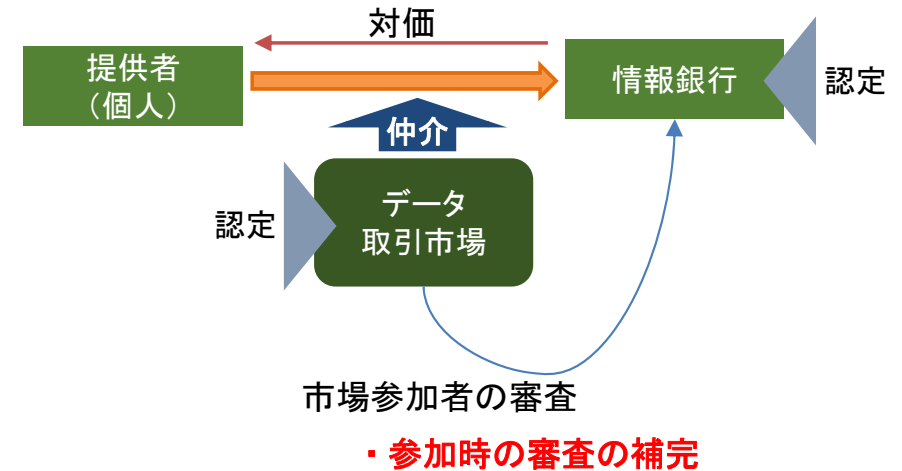 対価
提供者
（個人）
情報銀行
認定
仲介
データ
取引市場
認定
市場参加者の審査
・参加時の審査の補完